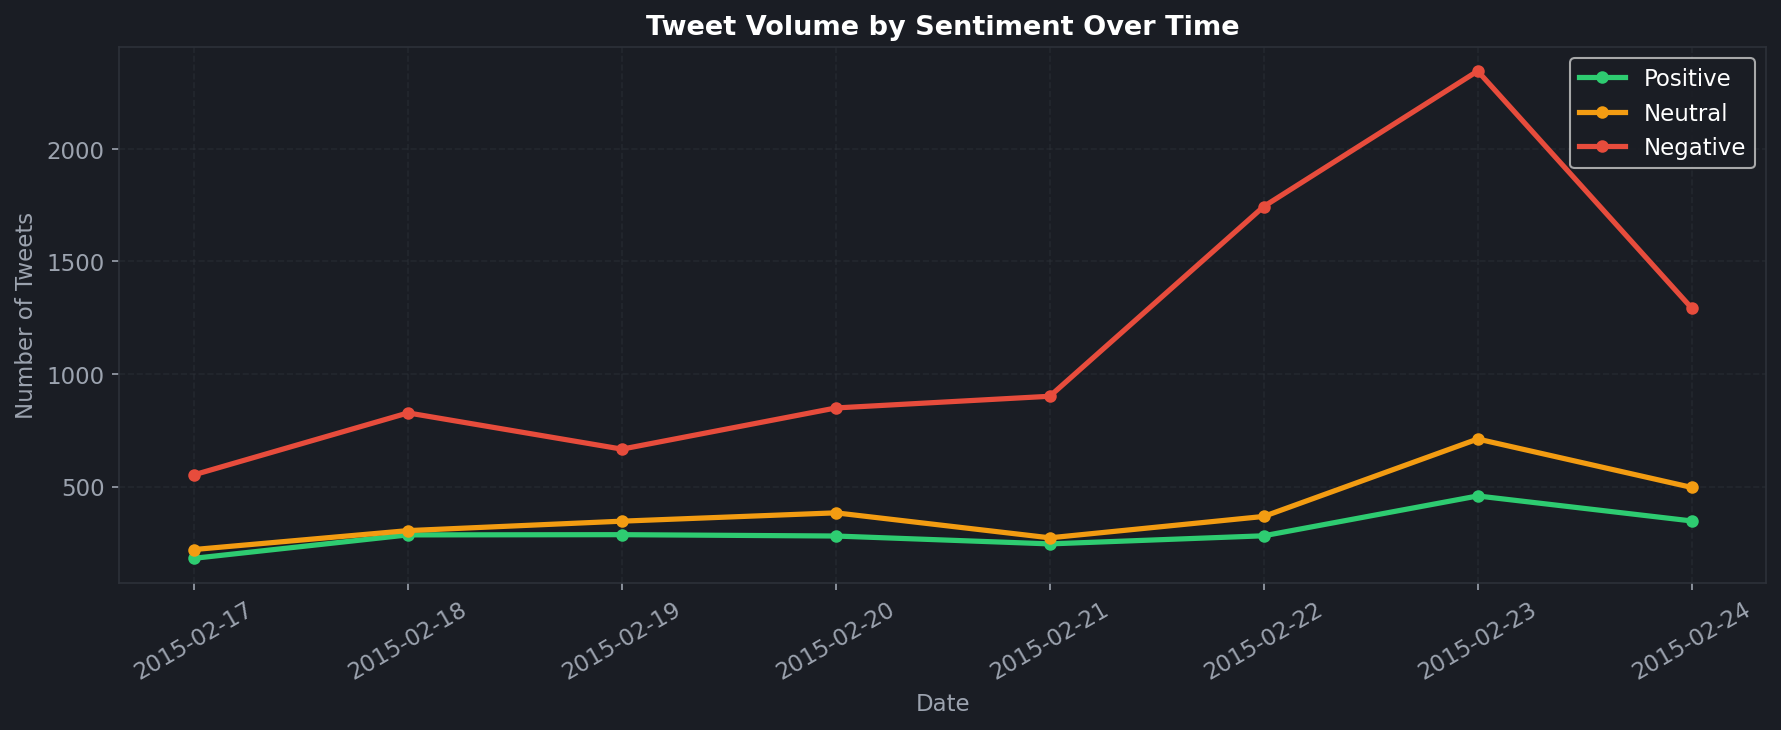 Tweet Volume by Sentiment Over Time
Positive
Neutral
Negative
Number of Tweets
2000
1500
1000
500
2015-02-17
2015-02-18
2015-02-19
2015-02-20
2015-02-21
2015-02-22
2015-02-23
2015-02-24
Date